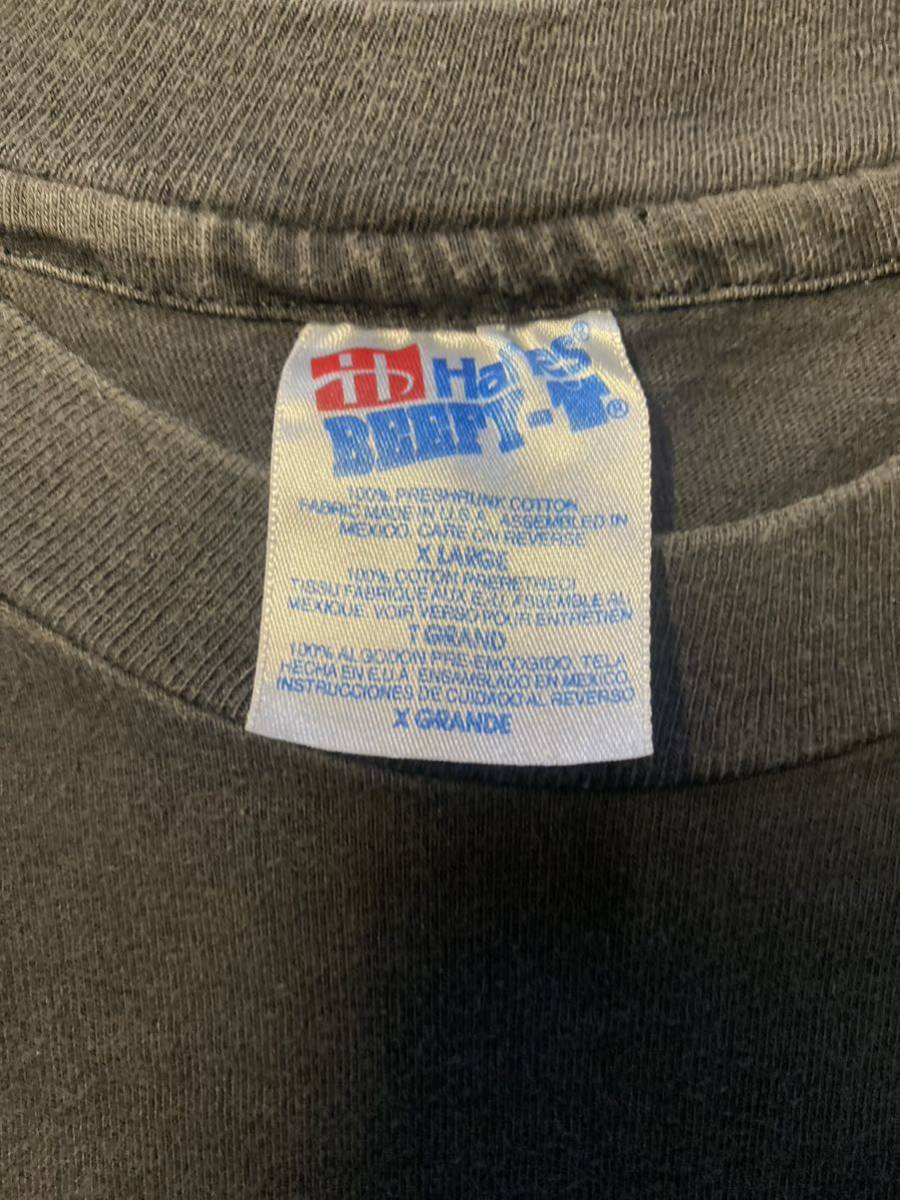 Hanes®
BEEFY-T®
100% PRESHRUNK COTTON
FABRIC MADE IN U.S.A. ASSEMBLED IN
MEXICO. CARE ON REVERSE
X LARGE
100% COTON PRERETRECI
TISSU FABRIQUE AUX E.U. ASSEMBLE AL
MEXIQUE. VOIR VERSO POUR ENTRETIEN
T GRAND
100% ALGODON PRE-ENCOGIDO. TELA
HECHA EN E.U.A. ENSAMBLADO EN MEXICO.
INSTRUCCIONES DE CUIDADO AL REVERSO
X GRANDE